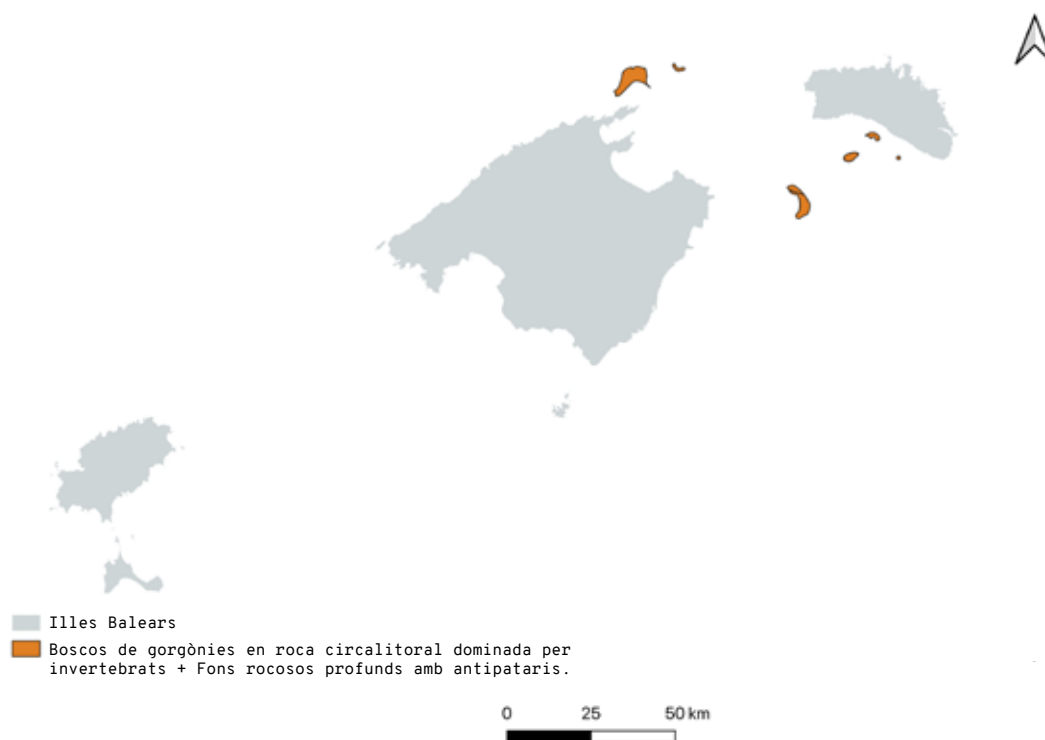 Illes Balears
Boscos de gorgònies en roca circalitoral dominada per
invertebrats + Fons rocosos profunds amb antipataris.
0 25 50 km